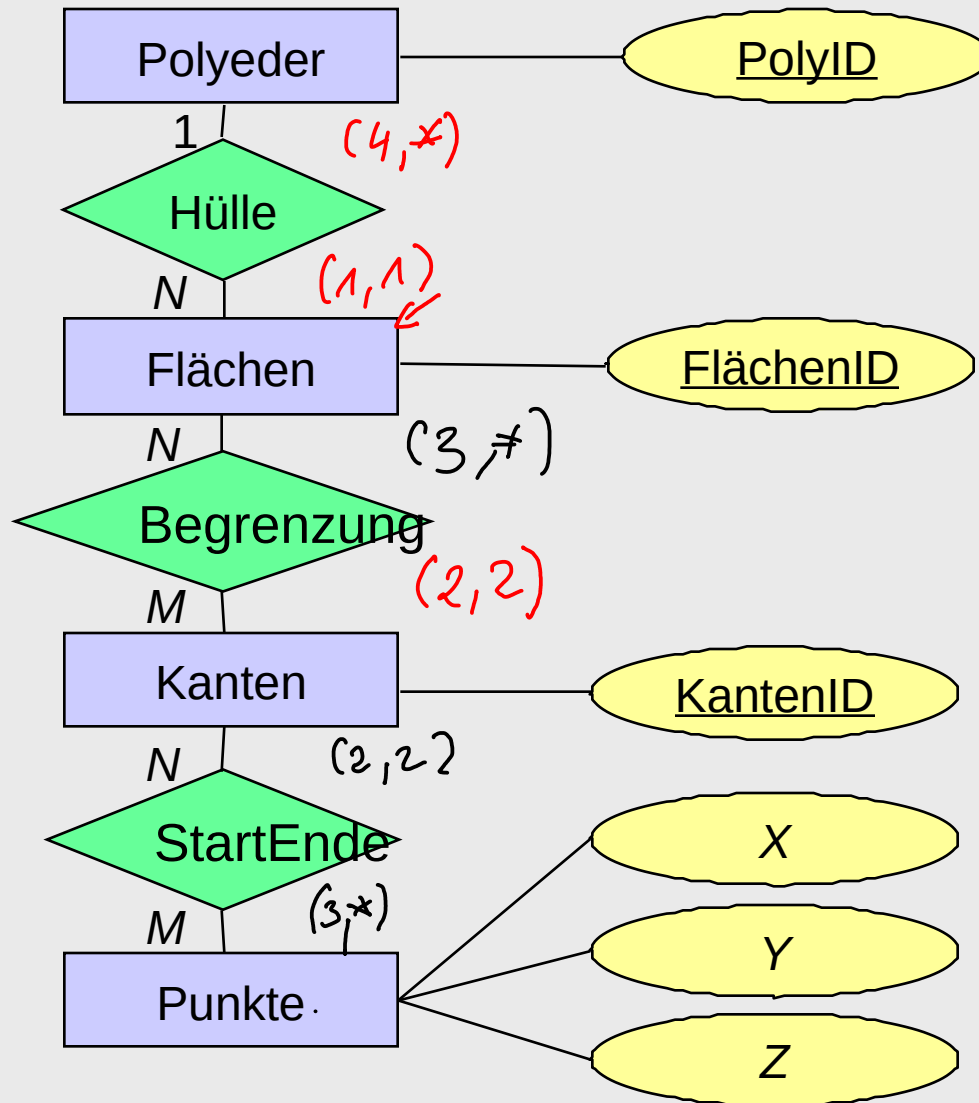 Polyeder
PolyID
1
(4,*)
Hülle
(1,1)
N
Flächen
FlächenID
N
(3,*)
Begrenzung
(2,2)
M
Kanten
KantenID
(2,2)
N
StartEnde
X
(3,*)
M
Y
Punkte
Z